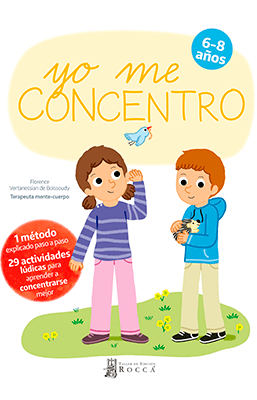 6-8
años
yo me
CONCENTRO
Florence
Vertanessian de Boissoudy
Terapeuta mente-cuerpo
1 método
explicado paso a paso
29 actividades
lúdicas para
aprender a
concentrarse
mejor
TALLER DE EDICIÓN
ROCCA